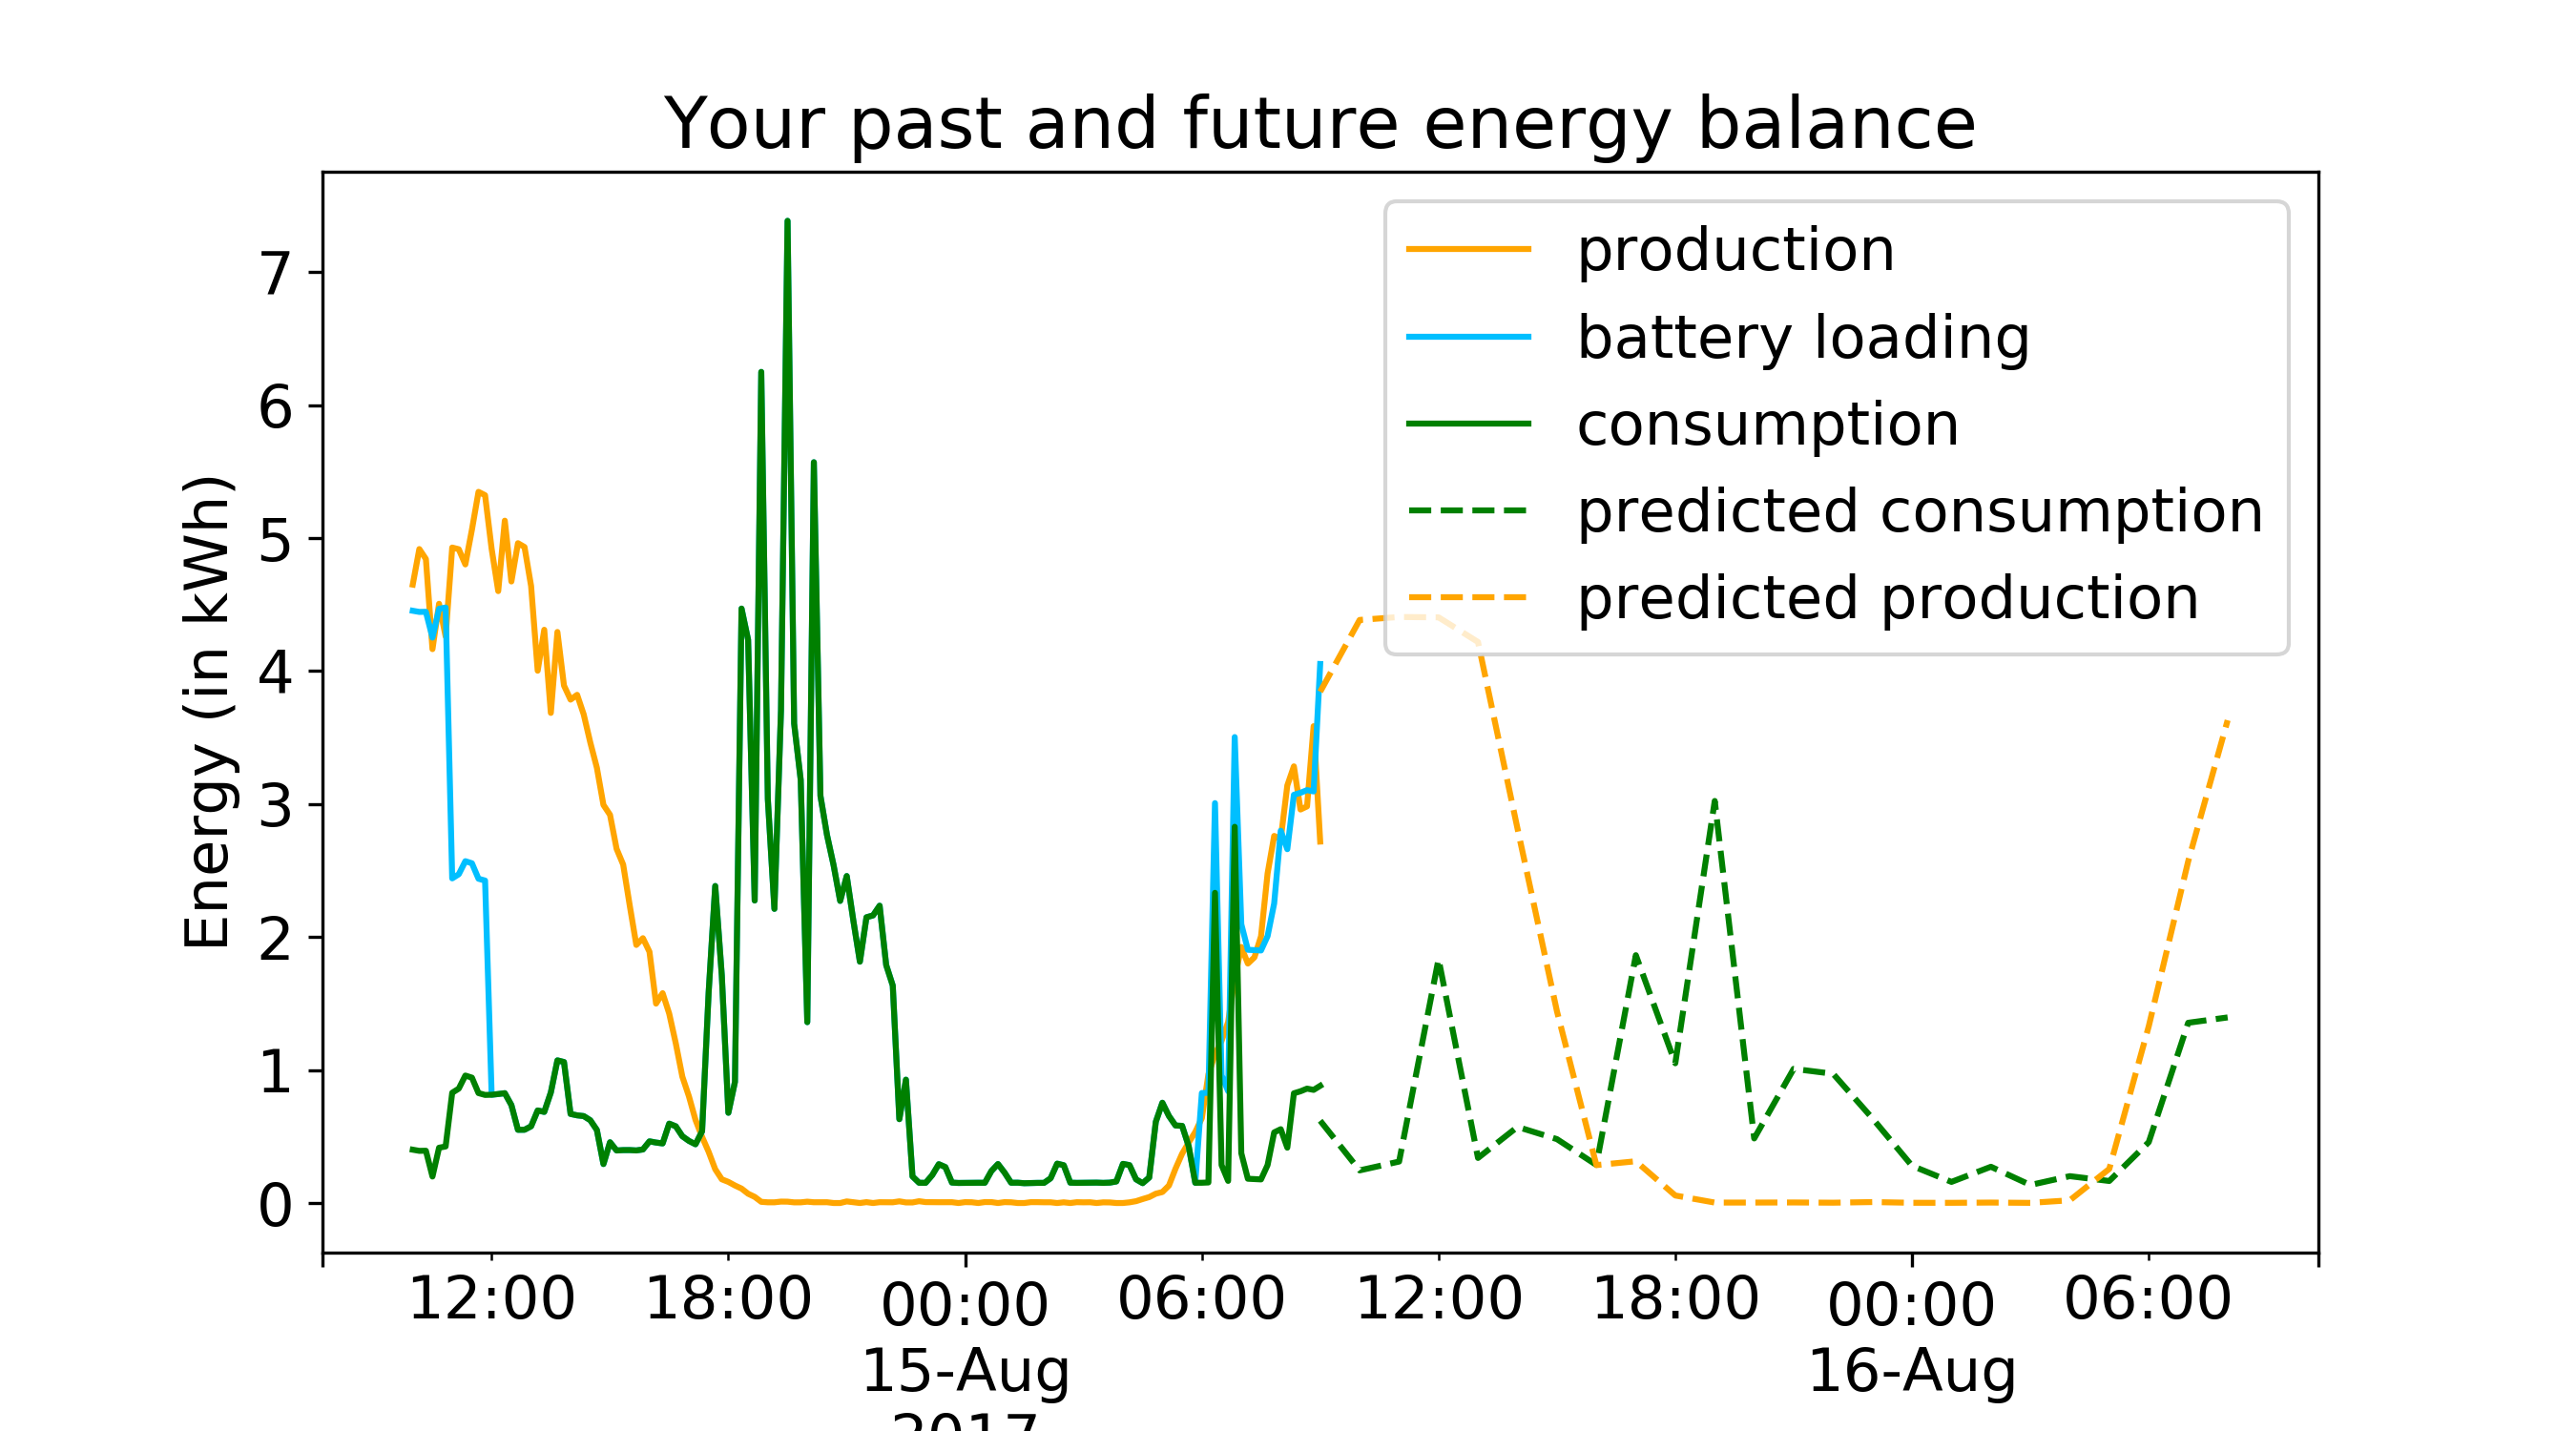 Your past and future energy balance
production
battery loading
consumption
predicted consumption
predicted production
Energy (in kWh)
7
6
5
4
3
2
1
0
12:00 18:00 00:00 06:00 12:00 18:00 00:00 06:00
15-Aug 16-Aug
2017